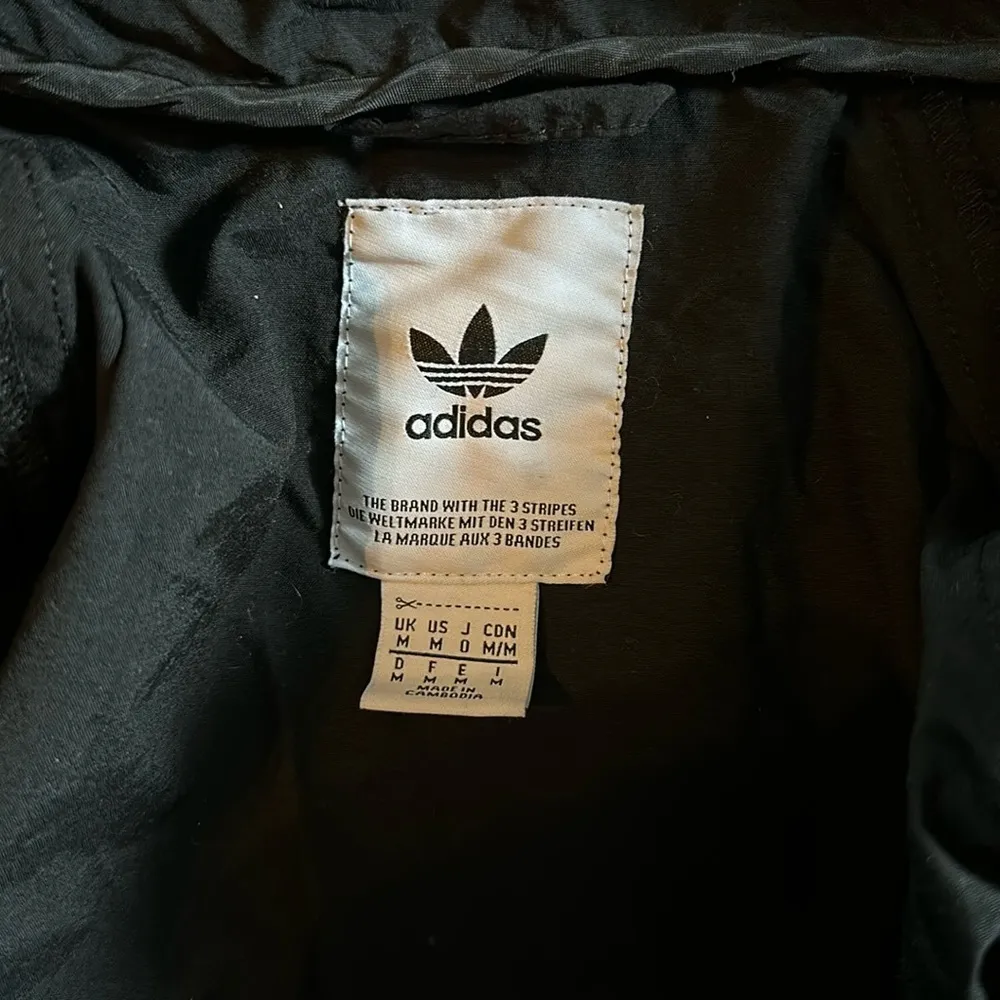 adidas
THE BRAND WITH THE 3 STRIPES
DIE WELTMARKE MIT DEN 3 STREIFEN
LA MARQUE AUX 3 BANDES
UK US J CDN
M M O M/M
D F E I
M M M M
MADE IN
CAMBODIA